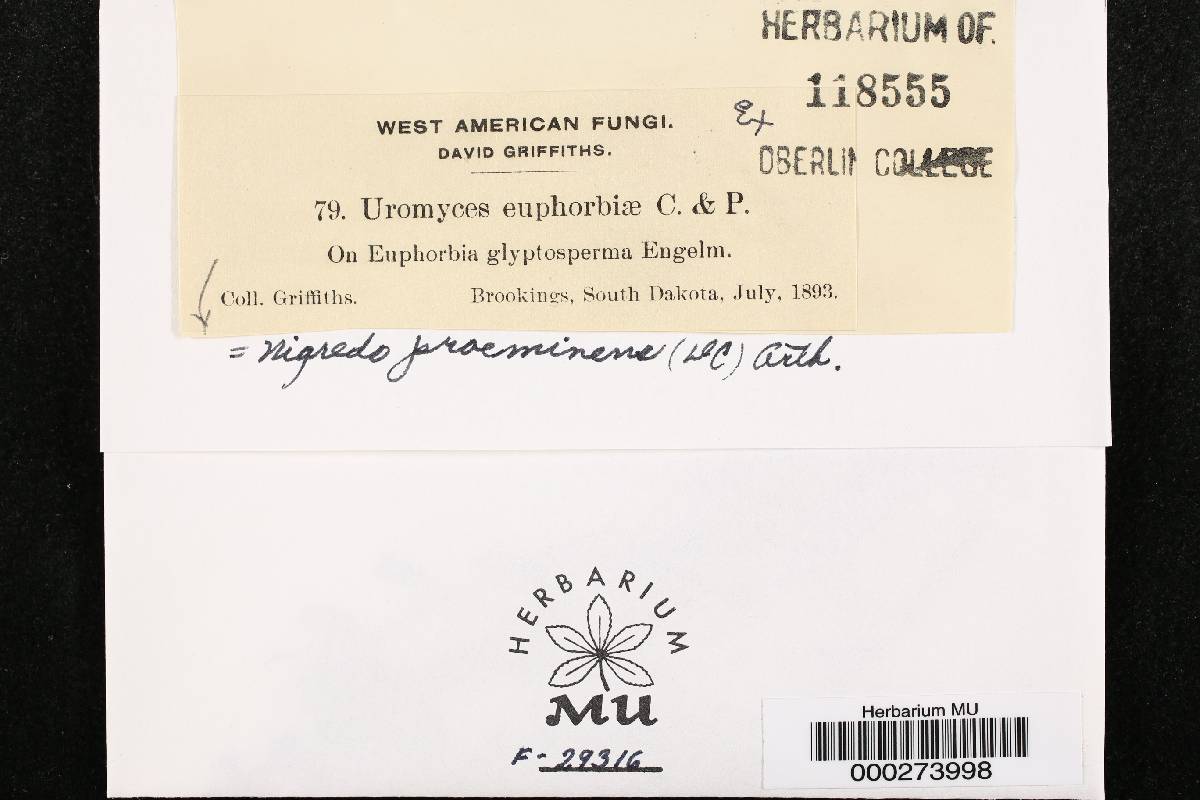 HERBARIUM OF
118555
Ex
OBERLIN COLLEGE
WEST AMERICAN FUNGI.
DAVID GRIFFITHS.
79. Uromyces euphorbiæ C. & P.
On Euphorbia glyptosperma Engelm.
Coll. Griffiths. Brookings, South Dakota, July, 1893.
= Nigredo proeminens (DC) Arth.
HERBARIUM
MU
F-29316
Herbarium MU
000273998